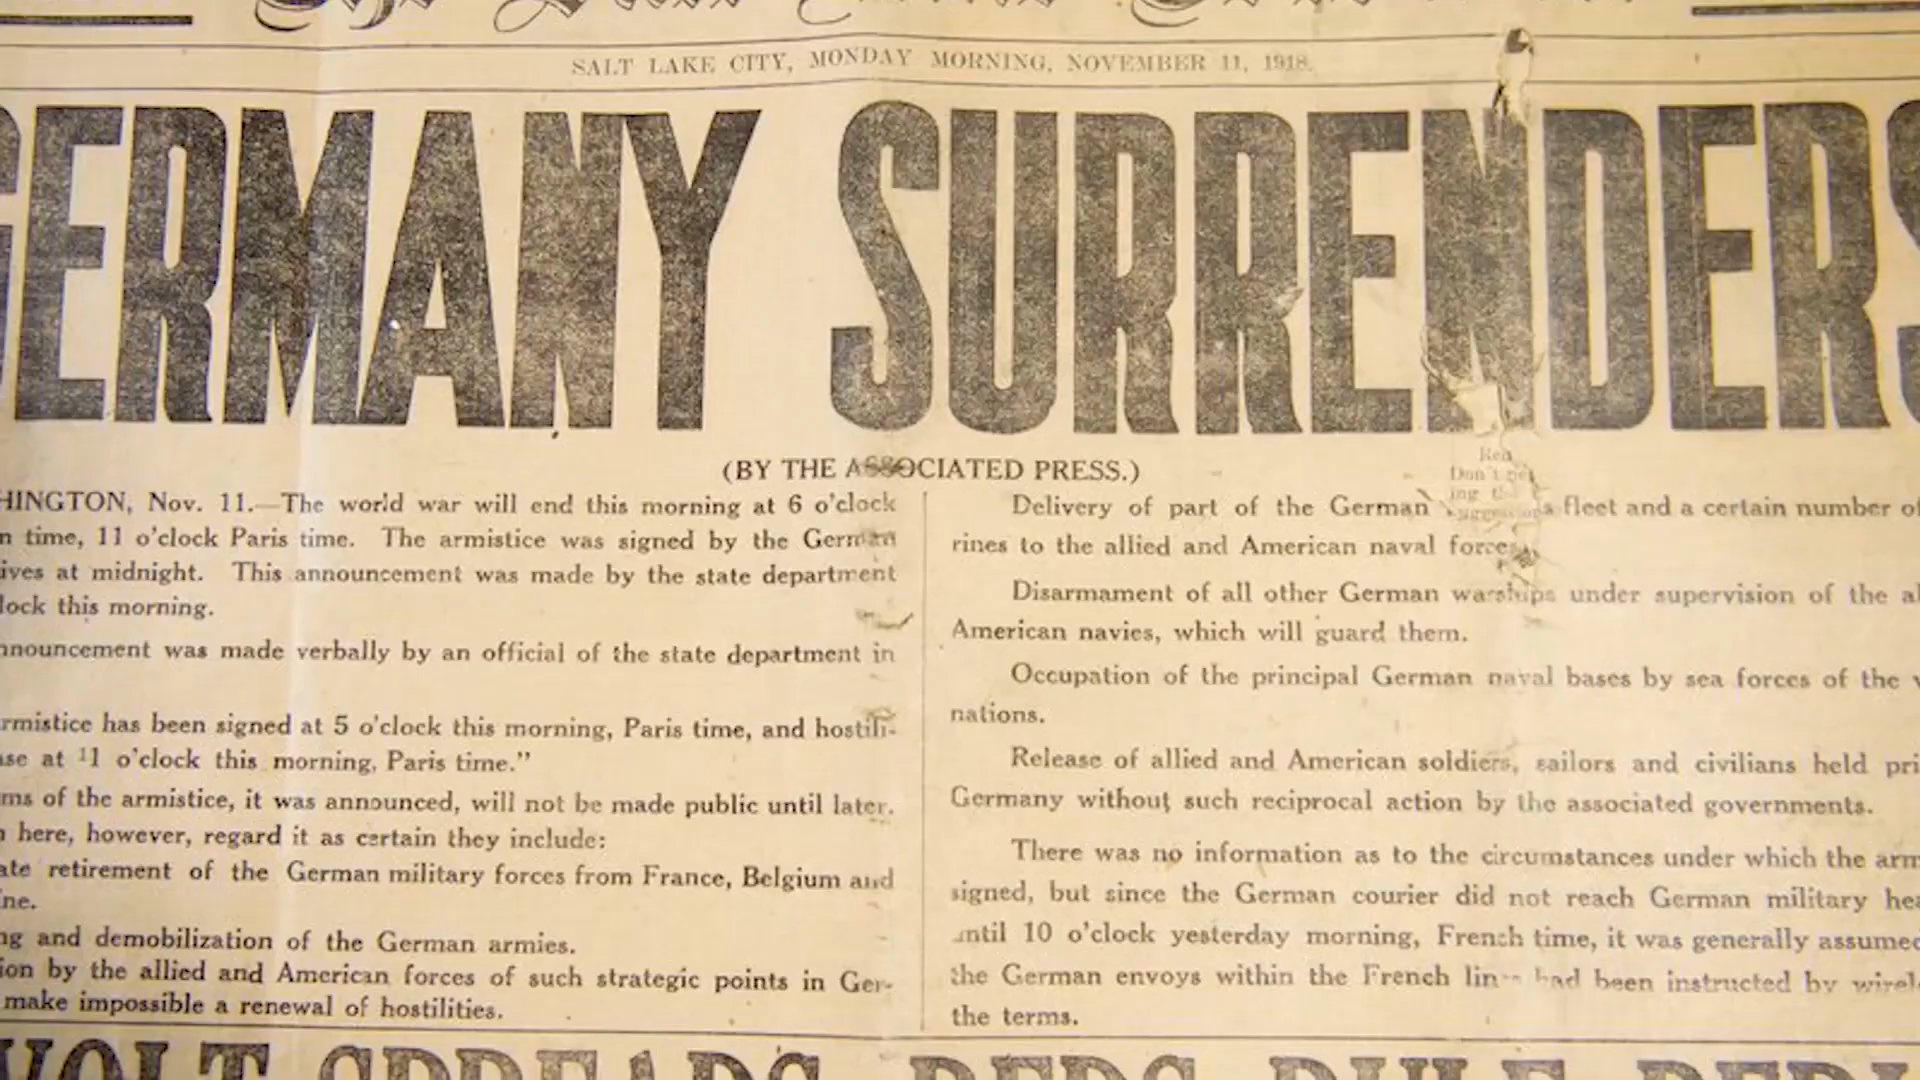 SALT LAKE CITY, MONDAY MORNING, NOVEMBER 11, 1918.
GERMANY SURRENDERS
(BY THE ASSOCIATED PRESS.)
HINGTON, Nov. 11.—The world war will end this morning at 6 o'clock
n time, 11 o'clock Paris time. The armistice was signed by the German
ives at midnight. This announcement was made by the state department
lock this morning.
nnouncement was made verbally by an official of the state department in
rmistice has been signed at 5 o'clock this morning, Paris time, and hostili-
ase at 11 o'clock this morning, Paris time."
ms of the armistice, it was announced, will not be made public until later.
n here, however, regard it as certain they include:
ate retirement of the German military forces from France, Belgium and
ine.
ng and demobilization of the German armies.
ion by the allied and American forces of such strategic points in Ger-
make impossible a renewal of hostilities.
Delivery of part of the German fleet and a certain number of
rines to the allied and American naval forces.
Disarmament of all other German warships under supervision of the al
American navies, which will guard them.
Occupation of the principal German naval bases by sea forces of the v
nations.
Release of allied and American soldiers, sailors and civilians held pri
Germany without such reciprocal action by the associated governments.
There was no information as to the circumstances under which the arm
signed, but since the German courier did not reach German military hea
until 10 o'clock yesterday morning, French time, it was generally assumed
the German envoys within the French lines had been instructed by wirel
the terms.
VOLT SPREADS, REDS RULE BERL